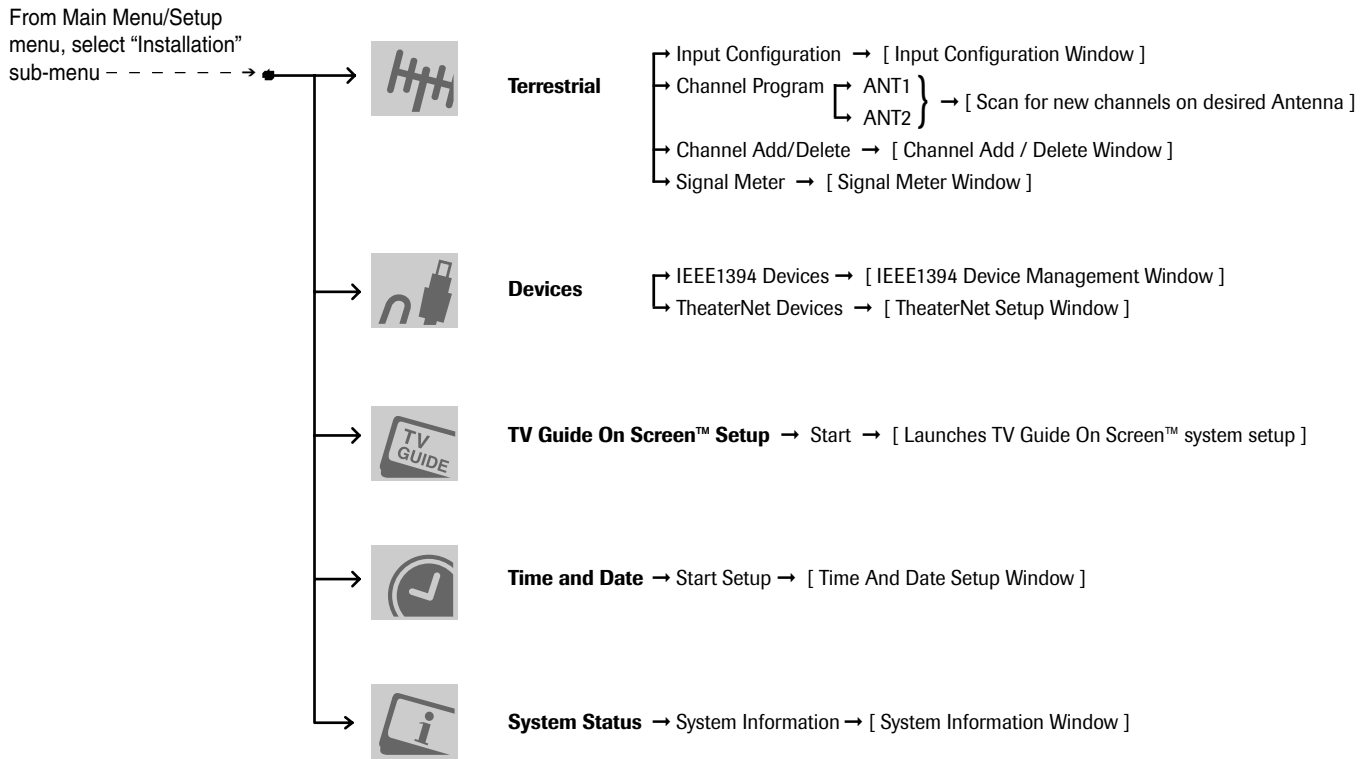 From Main Menu/Setup
menu, select “Installation”
sub-menu
Terrestrial
Input Configuration → [ Input Configuration Window ]
Channel Program → ANT1
→ ANT2
} → [ Scan for new channels on desired Antenna ]
Channel Add/Delete → [ Channel Add / Delete Window ]
Signal Meter → [ Signal Meter Window ]
Devices
IEEE1394 Devices → [ IEEE1394 Device Management Window ]
TheaterNet Devices → [ TheaterNet Setup Window ]
TV
GUIDE
TV Guide On Screen™ Setup → Start → [ Launches TV Guide On Screen™ system setup ]
Time and Date → Start Setup → [ Time And Date Setup Window ]
i
System Status → System Information → [ System Information Window ]